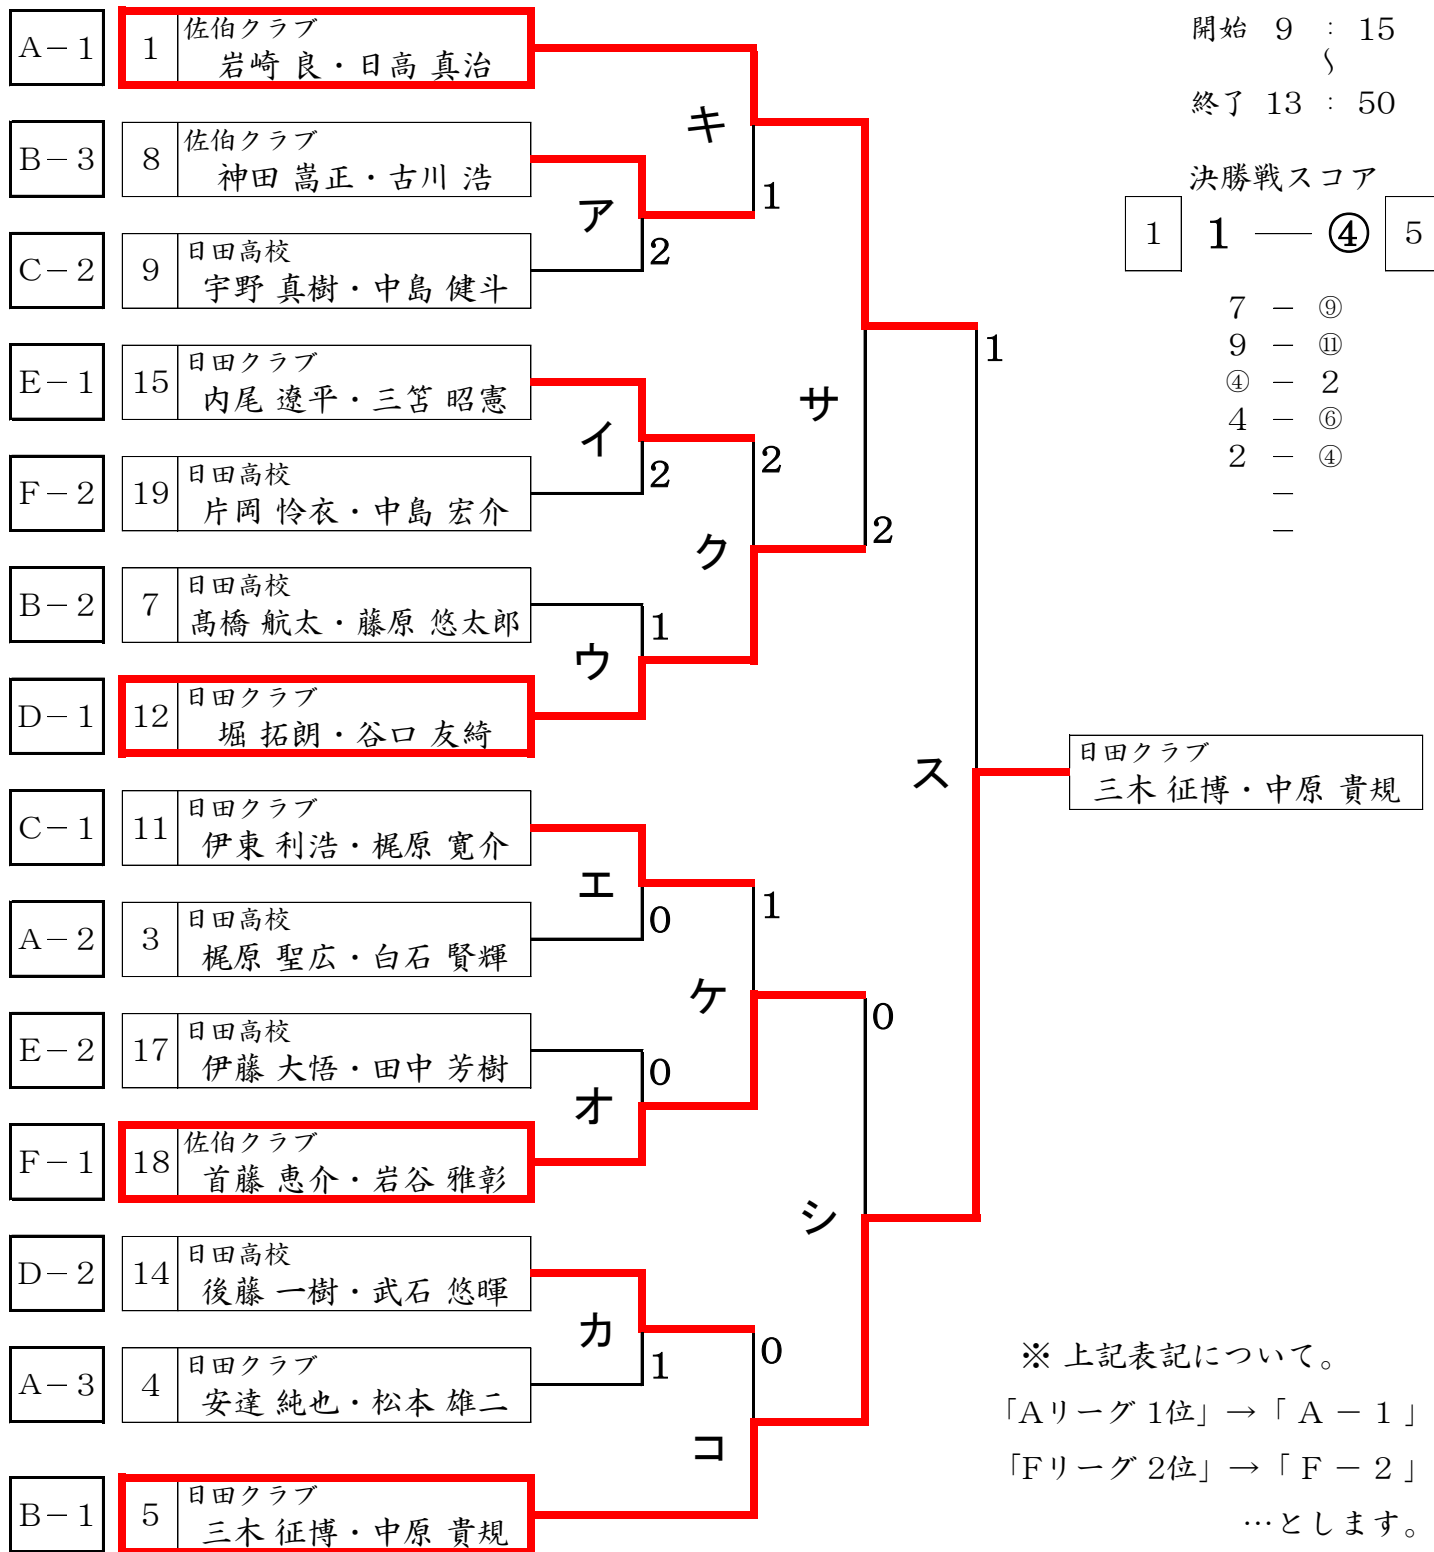 A－1 1 佐伯クラブ
岩崎 良・日高 真治
B－3 8 佐伯クラブ
神田 嵩正・古川 浩
C－2 9 日田高校
宇野 真樹・中島 健斗
E－1 15 日田クラブ
内尾 遼平・三笘 昭憲
F－2 19 日田高校
片岡 怜衣・中島 宏介
B－2 7 日田高校
髙橋 航太・藤原 悠太郎
D－1 12 日田クラブ
堀 拓朗・谷口 友綺
C－1 11 日田クラブ
伊東 利浩・梶原 寛介
A－2 3 日田高校
梶原 聖広・白石 賢輝
E－2 17 日田高校
伊藤 大悟・田中 芳樹
F－1 18 佐伯クラブ
首藤 恵介・岩谷 雅彰
D－2 14 日田高校
後藤 一樹・武石 悠暉
A－3 4 日田クラブ
安達 純也・松本 雄二
B－1 5 日田クラブ
三木 征博・中原 貴規
ア
2
イ
2
ウ
1
エ
0
オ
0
カ
1
キ
1
ク
2
ケ
1
コ
0
サ
2
シ
0
ス
1
日田クラブ
三木 征博・中原 貴規
開始 9 : 15
～
終了 13 : 50
決勝戦スコア
1 1 ― ④ 5
7 － ⑨
9 － ⑪
④ － 2
4 － ⑥
2 － ④
－
－
※ 上記表記について。
「Aリーグ 1位」→「 A － 1 」
「Fリーグ 2位」→「 F － 2 」
…とします。